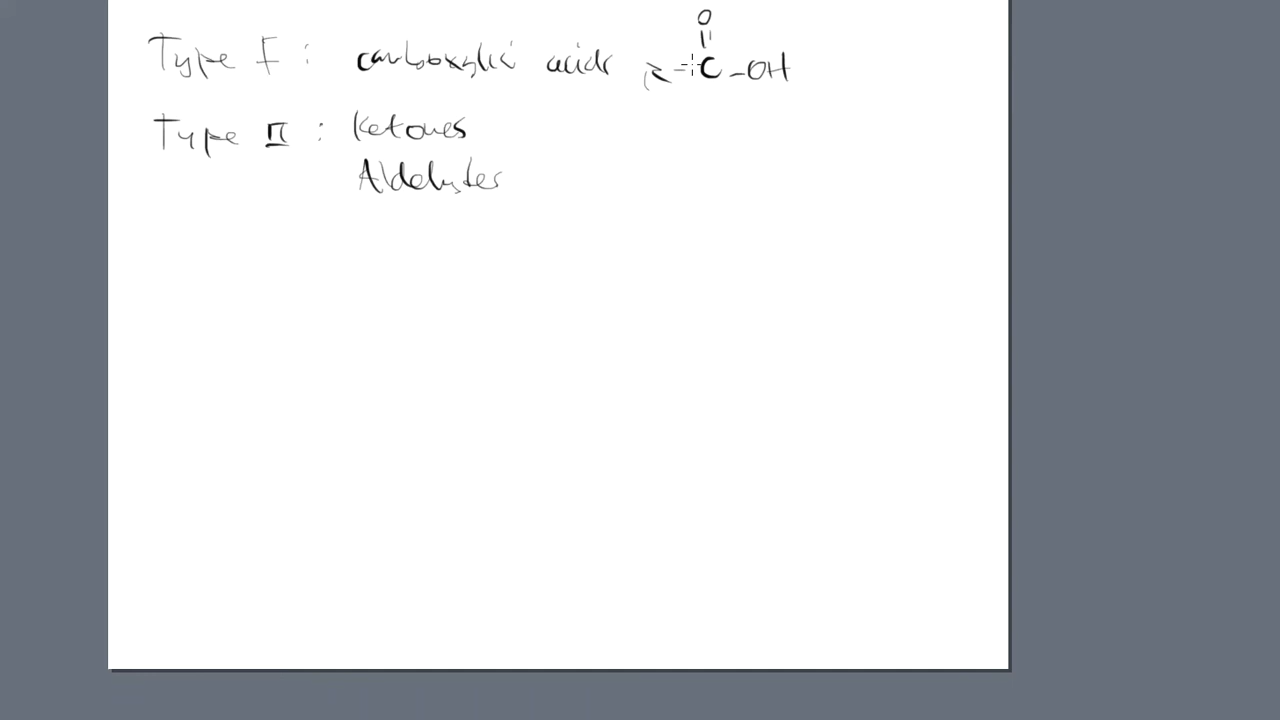 Type I : carboxylic acids R-C-OH
O
Type II : Ketones
Aldehydes